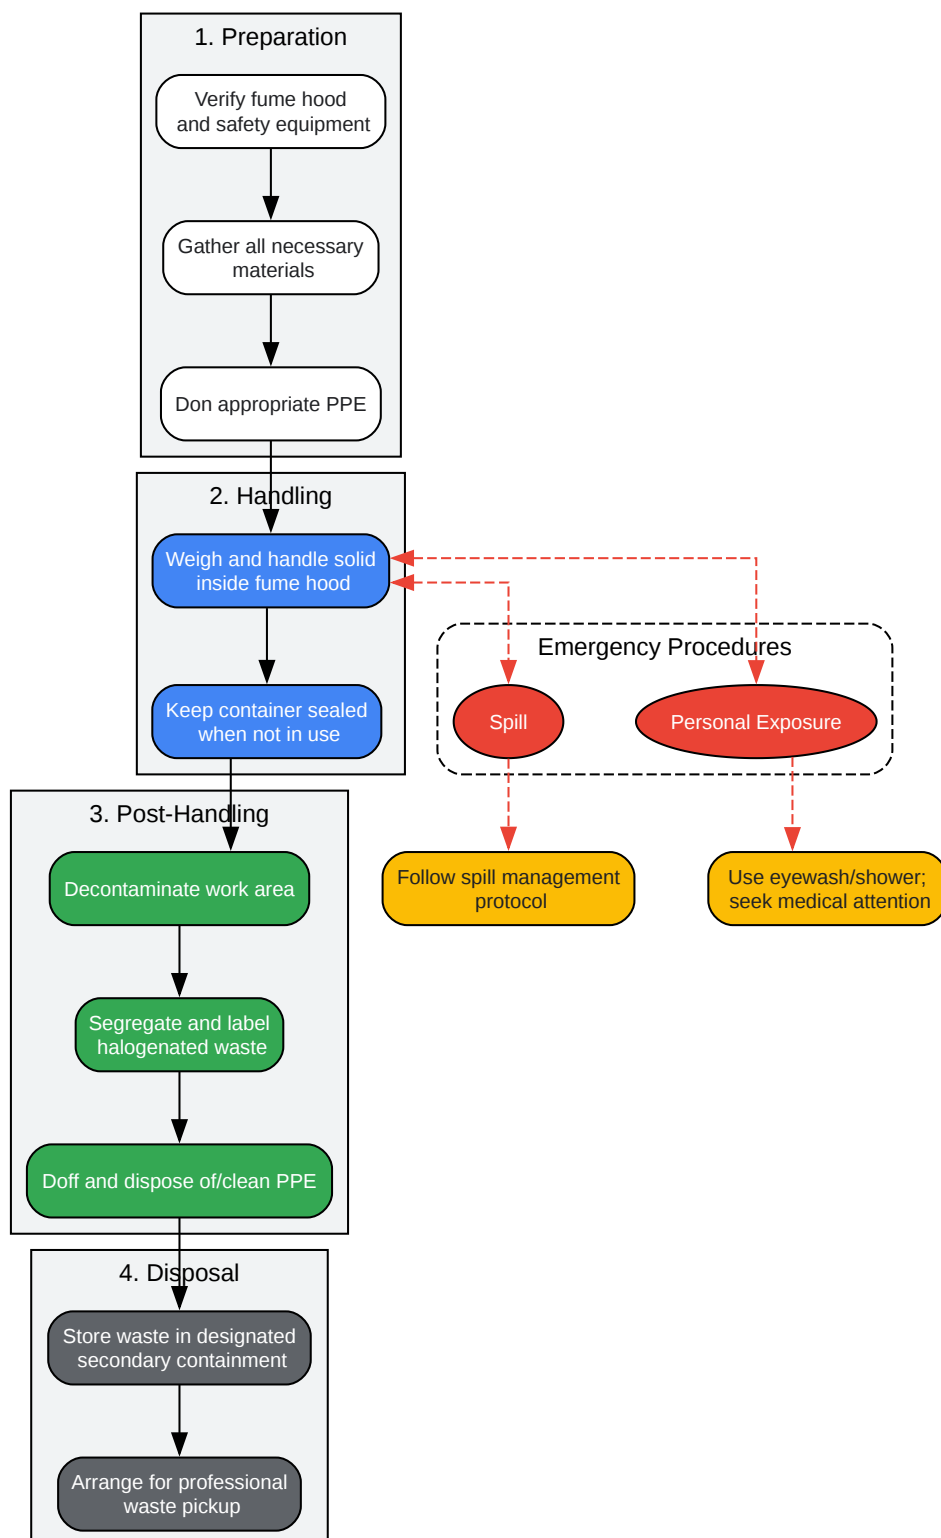 1. Preparation
Verify fume hood
and safety equipment
Gather all necessary
materials
Don appropriate PPE
2. Handling
Weigh and handle solid
inside fume hood
Keep container sealed
when not in use
Emergency Procedures
Spill
Personal Exposure
Follow spill management
protocol
Use eyewash/shower;
seek medical attention
3. Post-Handling
Decontaminate work area
Segregate and label
halogenated waste
Doff and dispose of/clean PPE
4. Disposal
Store waste in designated
secondary containment
Arrange for professional
waste pickup